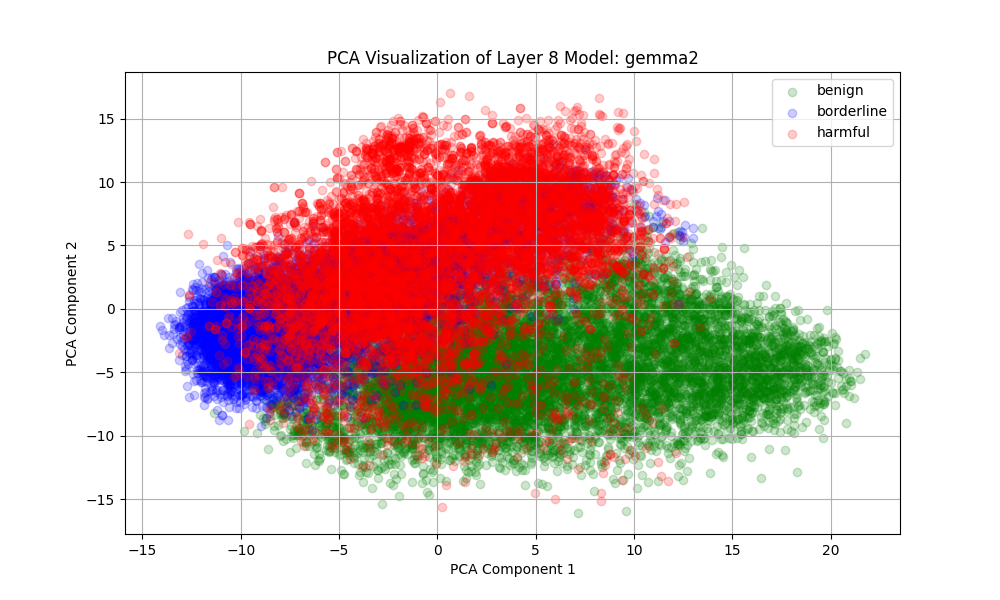 PCA Visualization of Layer 8 Model: gemma2
benign
borderline
harmful
PCA Component 2
15
10
5
0
−5
−10
−15
−15
−10
−5
0
5
10
15
20
PCA Component 1